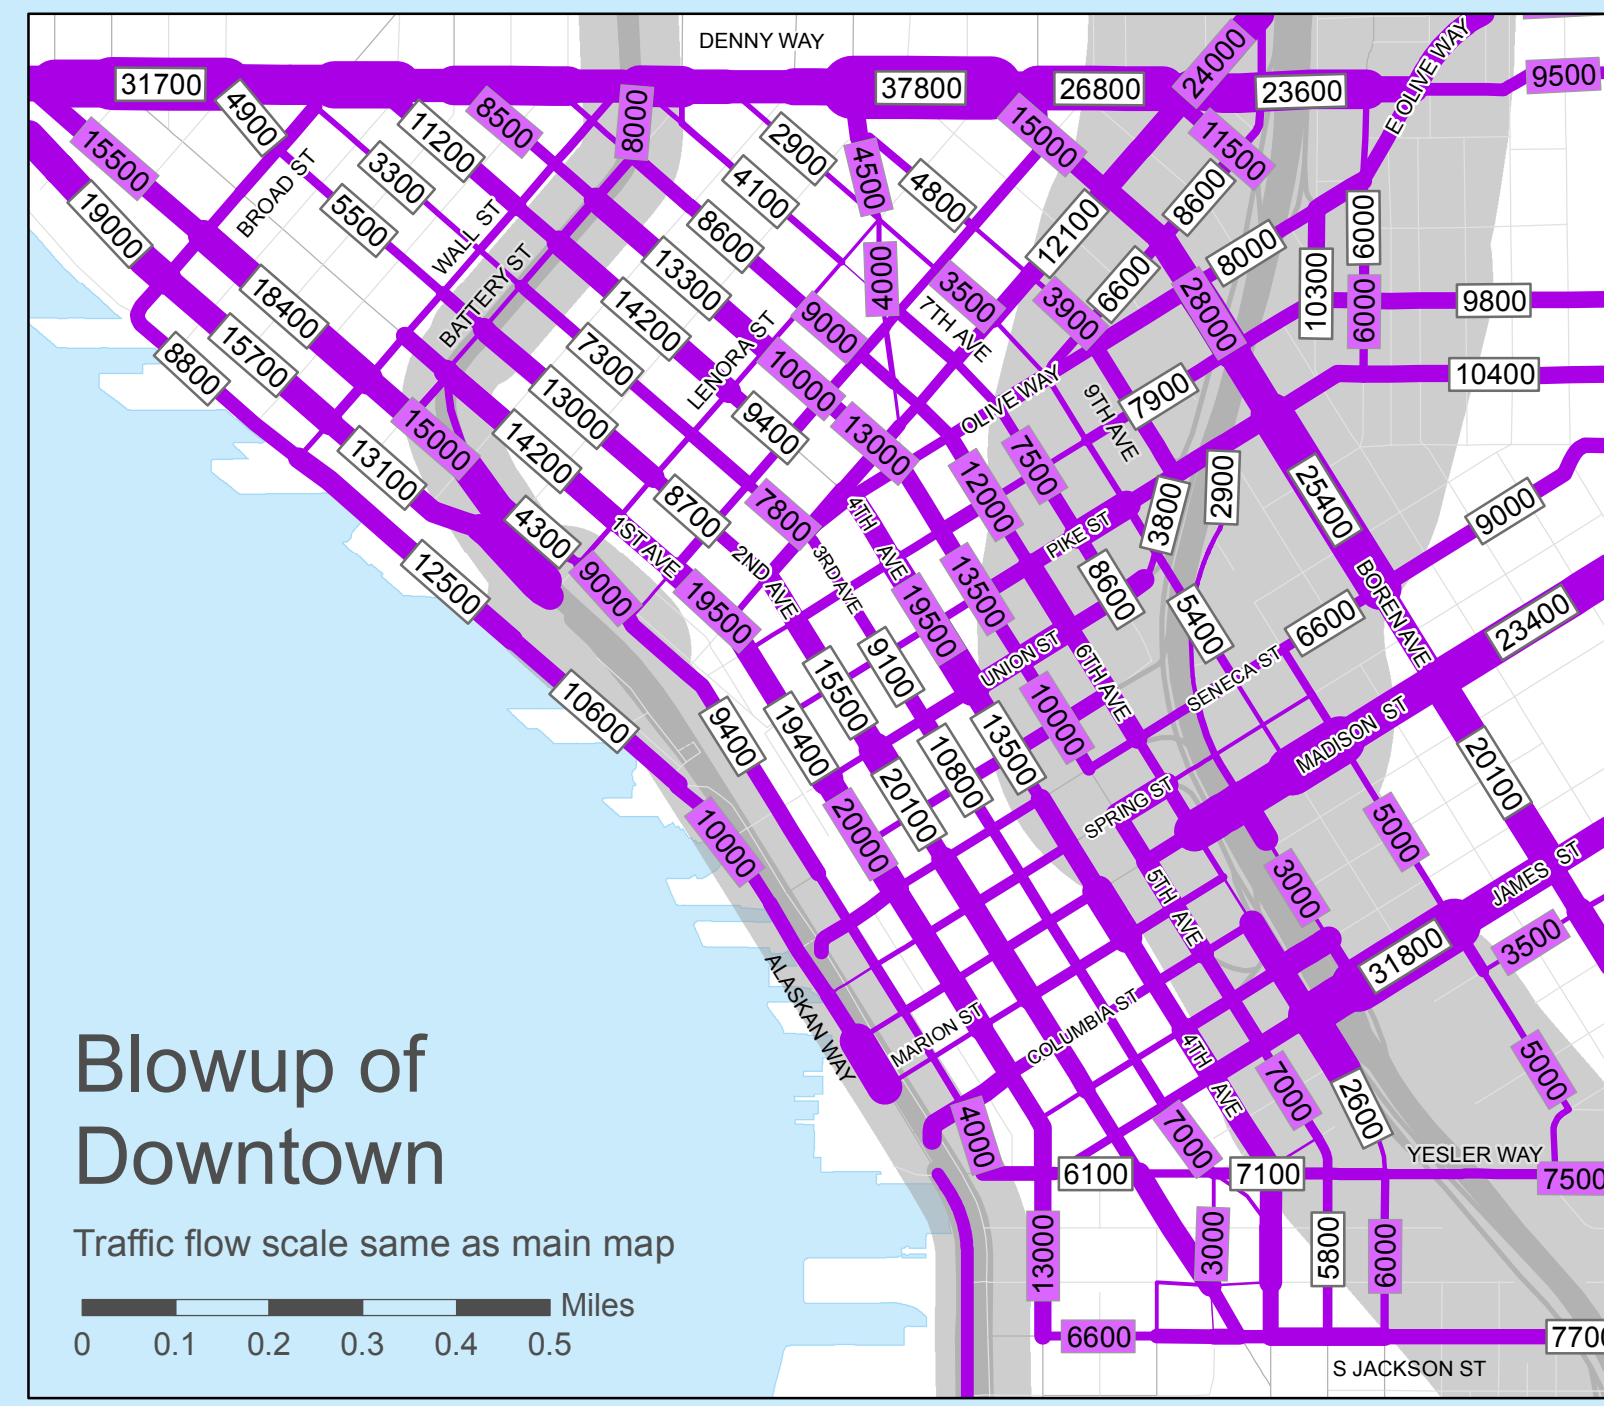 DENNY WAY
31700
37800
26800
24000
23600
E OLIVE WAY
9500
4900
11200
8500
8000
2900
4500
15000
11500
15500
3300
4100
4800
8600
BROAD ST
19000
5500
WALL ST
8600
12100
8000
6000
BATTERY ST
13300
4000
3500
3900
6600
28000
10300
6000
9800
18400
14200
9000
7TH AVE
15700
8800
7300
LENORA ST
10000
OLIVE WAY
7900
10400
13000
9400
13000
9TH AVE
15000
14200
7500
13100
12000
2900
25400
8700
7800
4TH AVE
PIKE ST
3800
9000
4300
1ST AVE
2ND AVE
3RD AVE
12500
9000
19500
19500
13500
8600
5400
BOREN AVE
6600
23400
9100
UNION ST
6TH AVE
SENECA ST
15500
10600
9400
19400
10800
13500
10000
MADISON ST
20100
20100
10000
20000
SPRING ST
5000
5TH AVE
3000
JAMES ST
3500
31800
ALASKAN WAY
MARION ST
COLUMBIA ST
4TH AVE
7000
5000
2600
4000
7000
YESLER WAY
6100
7100
7500
13000
3000
5800
6000
6600
7700
S JACKSON ST
Blowup of
Downtown
Traffic flow scale same as main map
Miles
0 0.1 0.2 0.3 0.4 0.5